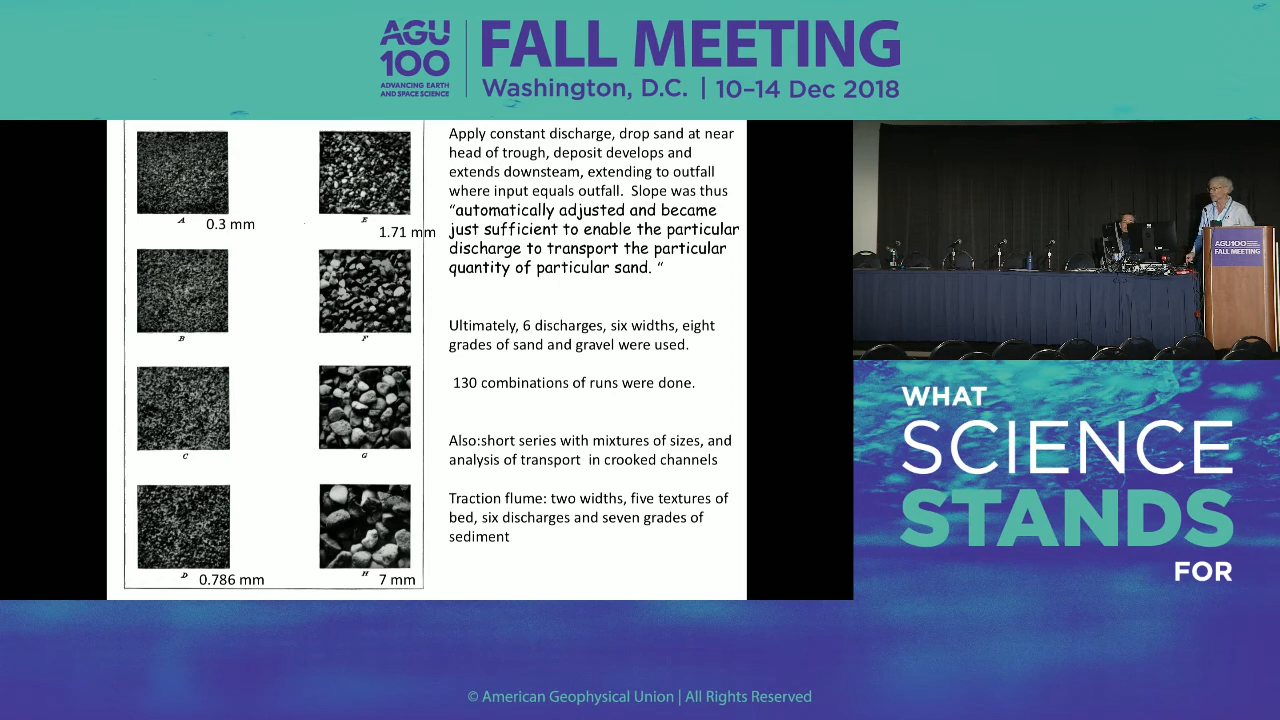 AGU
100
ADVANCING EARTH
AND SPACE SCIENCE
FALL MEETING
Washington, D.C. | 10–14 Dec 2018
A
0.3 mm
E
1.71 mm
B
F
C
G
D
0.786 mm
H
7 mm
Apply constant discharge, drop sand at near
head of trough, deposit develops and
extends downsteam, extending to outfall
where input equals outfall.  Slope was thus
“automatically adjusted and became
just sufficient to enable the particular
discharge to transport the particular
quantity of particular sand. “
Ultimately, 6 discharges, six widths, eight
grades of sand and gravel were used.
130 combinations of runs were done.
Also:short series with mixtures of sizes, and
analysis of transport  in crooked channels
Traction flume: two widths, five textures of
bed, six discharges and seven grades of
sediment
AGU100
FALL MEETING
WHAT
SCIENCE
STANDS
FOR
© American Geophysical Union | All Rights Reserved